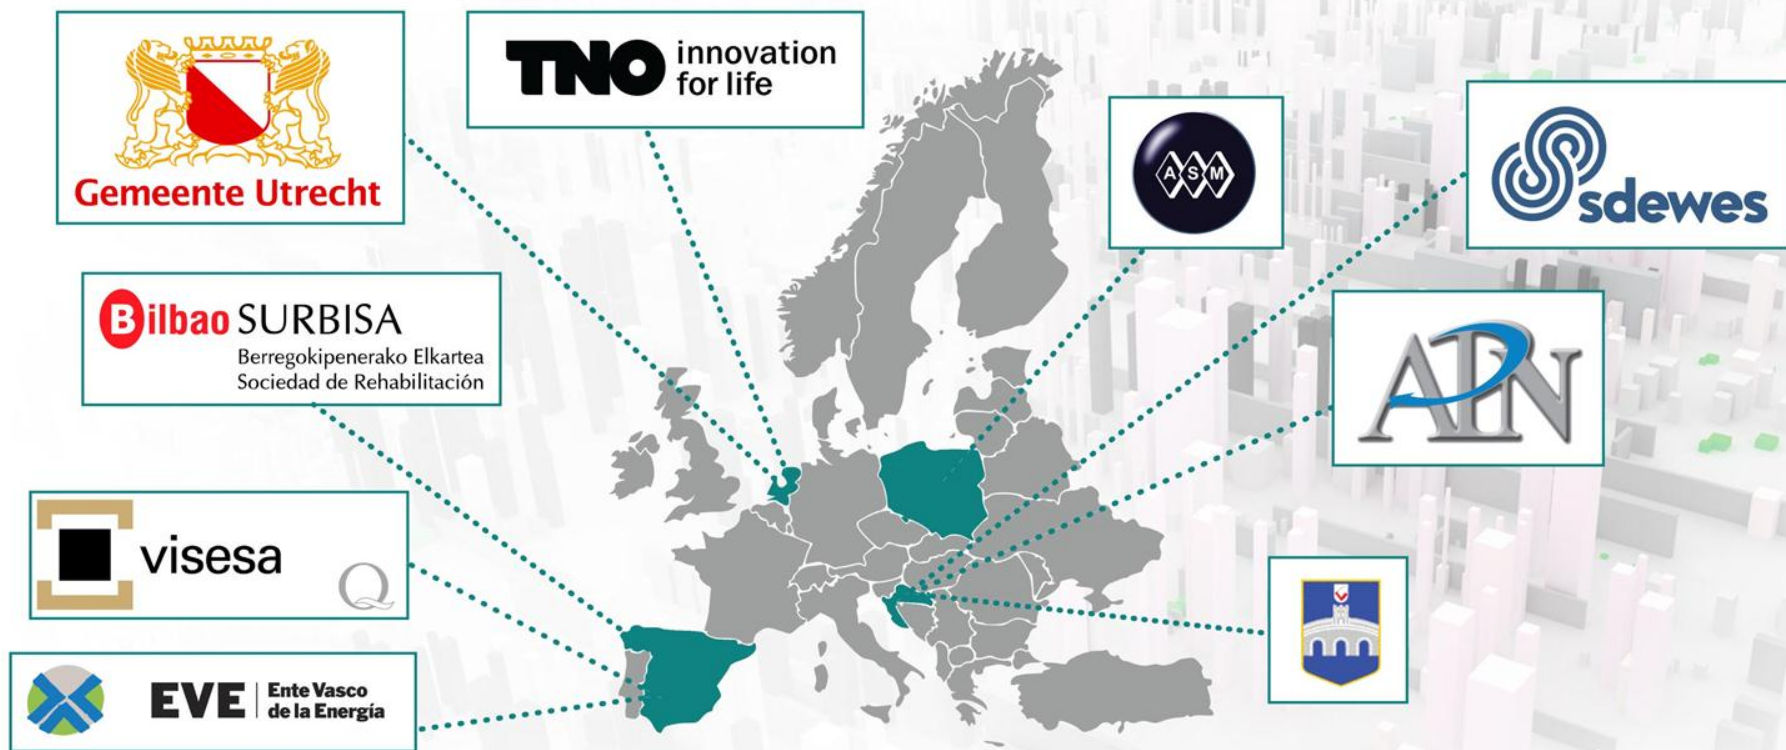 Gemeente Utrecht
TNO innovation
for life
ASM
sdewes
Bilbao SURBISA
Berregokipenerako Elkartea
Sociedad de Rehabilitación
APN
visesa
Q
EVE Ente Vasco
de la Energía